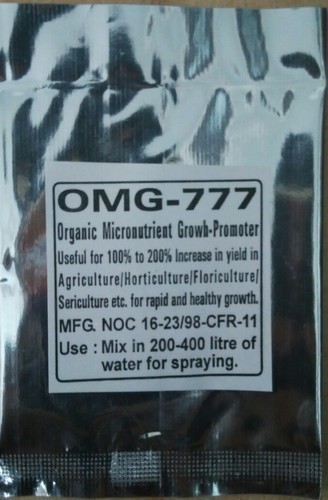 OMG-777
Organic Micronutrient Growh-Promoter
Useful for 100% to 200% Increase in yield in
Agriculture/Horticulture/Floriculture/
Sericulture etc. for rapid and healthy growth.
MFG. NOC 16-23/98-CFR-11
Use : Mix in 200-400 litre of
water for spraying.